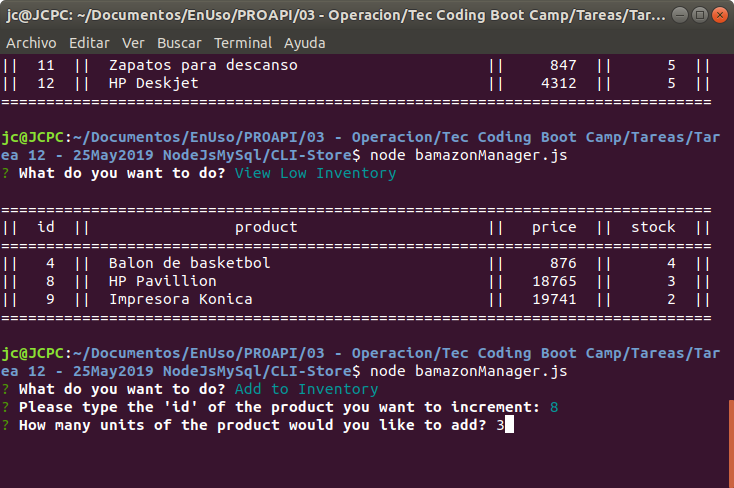 jc@JCPC: ~/Documentos/EnUso/PROAPI/03 - Operacion/Tec Coding Boot Camp/Tareas/Tar...
Archivo Editar Ver Buscar Terminal Ayuda
|| 11 || Zapatos para descanso || 847 || 5 ||
|| 12 || HP Deskjet || 4312 || 5 ||
===============================================================================
jc@JCPC:~/Documentos/EnUso/PROAPI/03 - Operacion/Tec Coding Boot Camp/Tareas/Tar
ea 12 - 25May2019 NodeJsMySql/CLI-Store$ node bamazonManager.js
? What do you want to do? View Low Inventory
===============================================================================
|| id || product || price || stock ||
===============================================================================
|| 4 || Balon de basketbol || 876 || 4 ||
|| 8 || HP Pavillion || 18765 || 3 ||
|| 9 || Impresora Konica || 19741 || 2 ||
===============================================================================
jc@JCPC:~/Documentos/EnUso/PROAPI/03 - Operacion/Tec Coding Boot Camp/Tareas/Tar
ea 12 - 25May2019 NodeJsMySql/CLI-Store$ node bamazonManager.js
? What do you want to do? Add to Inventory
? Please type the 'id' of the product you want to increment: 8
? How many units of the product would you like to add? 3